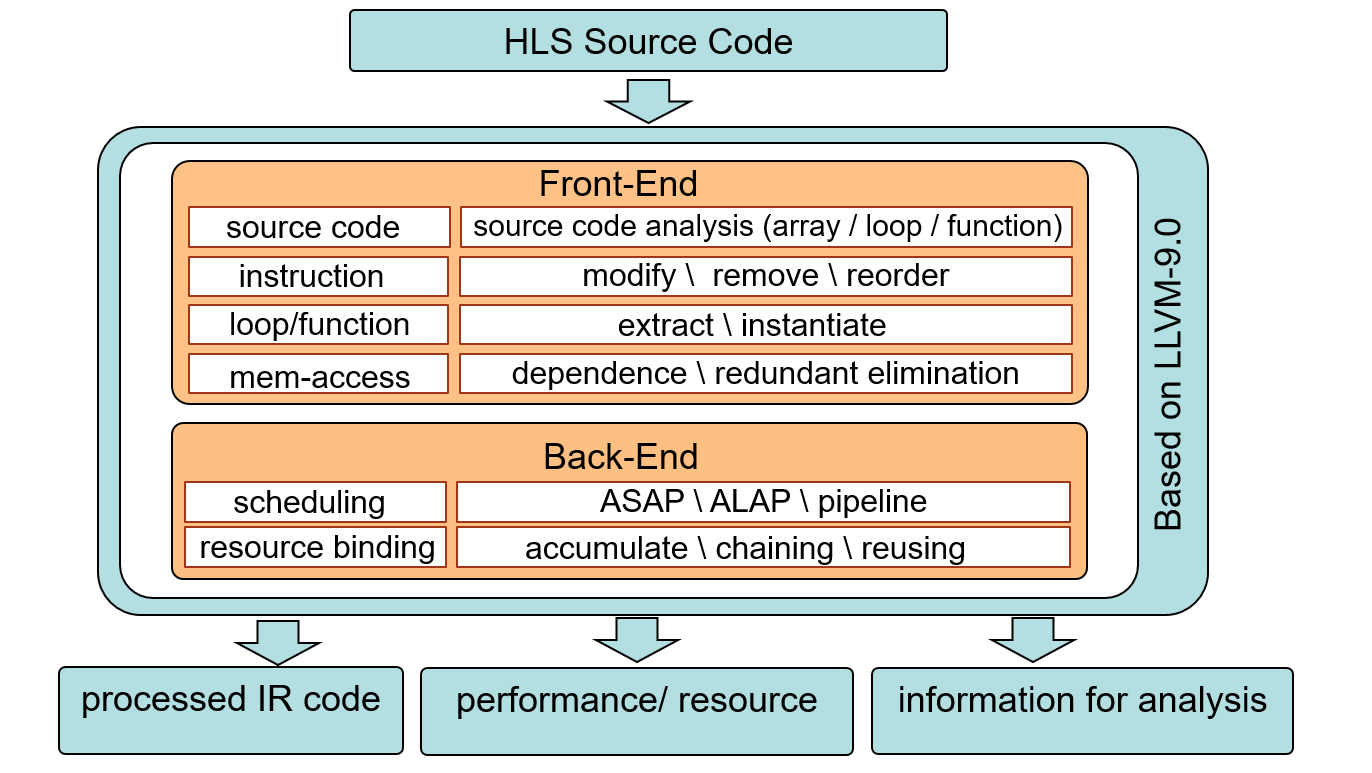 HLS Source Code
Front-End
source code
source code analysis (array / loop / function)
instruction
modify \ remove \ reorder
loop/function
extract \ instantiate
mem-access
dependence \ redundant elimination
Back-End
scheduling
ASAP \ ALAP \ pipeline
resource binding
accumulate \ chaining \ reusing
Based on LLVM-9.0
processed IR code
performance/ resource
information for analysis